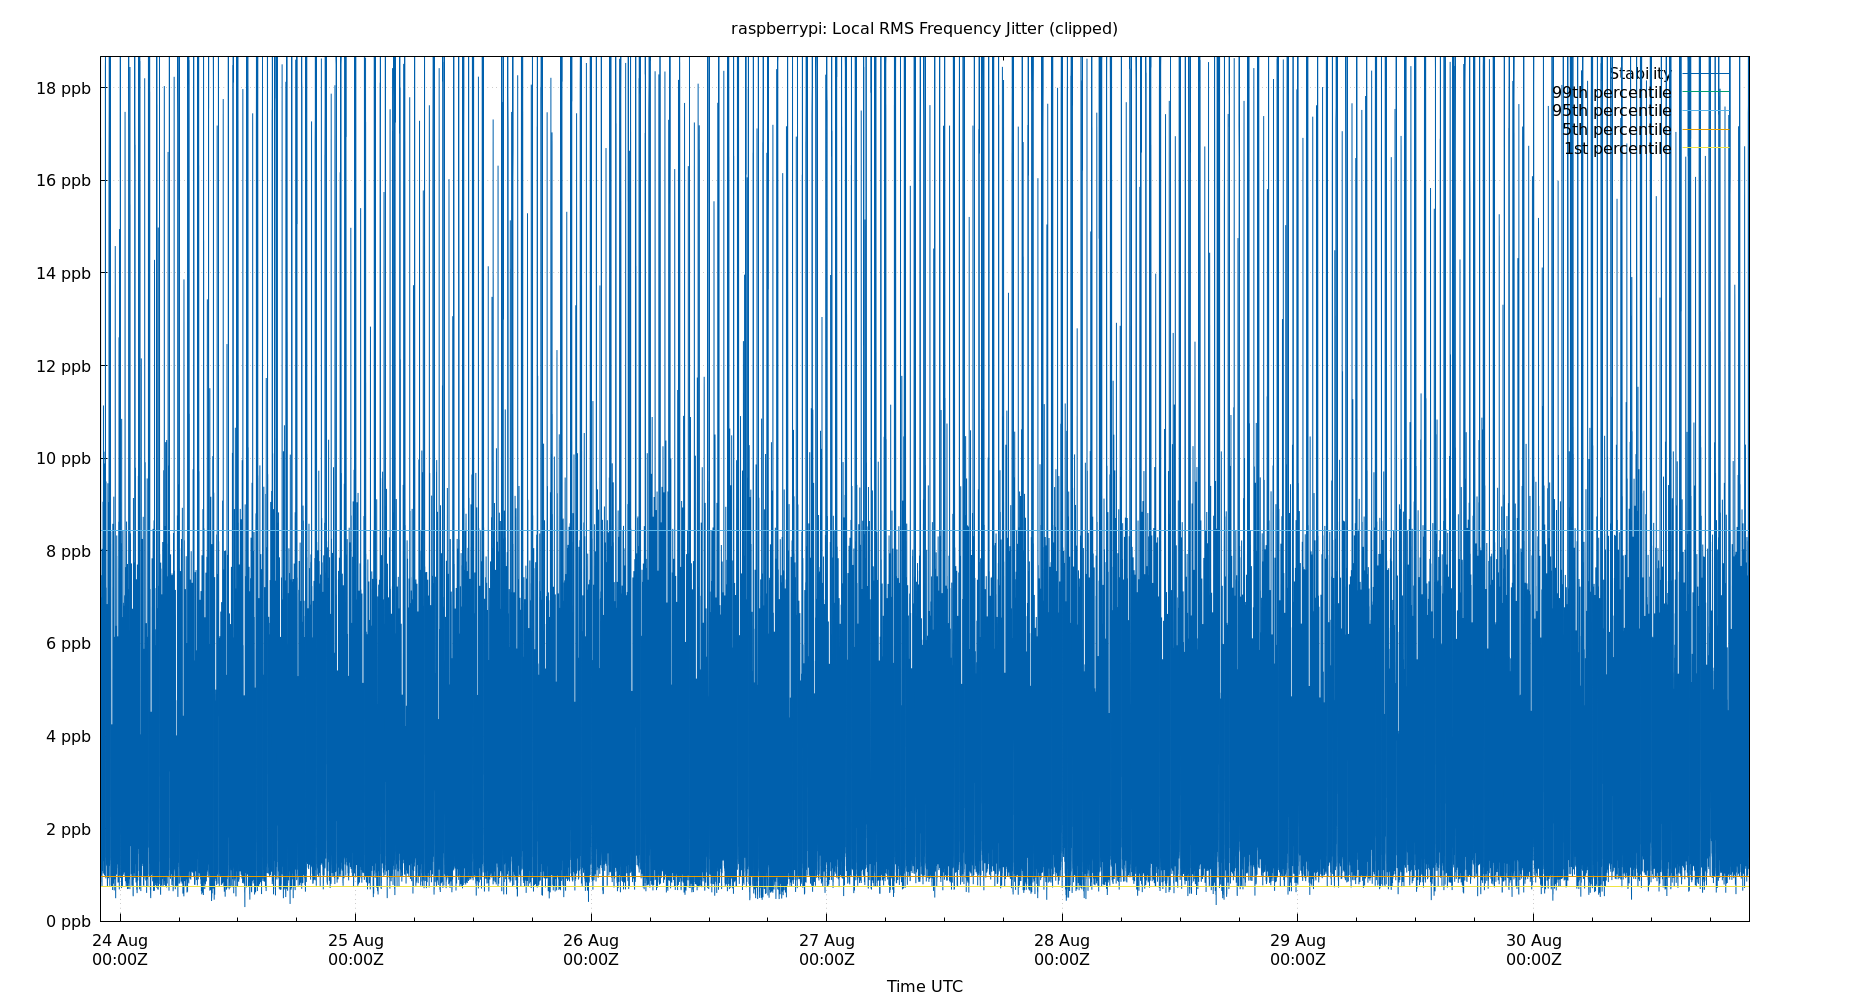 raspberrypi: Local RMS Frequency Jitter (clipped)
Stability
99th percentile
95th percentile
5th percentile
1st percentile
18 ppb
16 ppb
14 ppb
12 ppb
10 ppb
8 ppb
6 ppb
4 ppb
2 ppb
0 ppb
24 Aug 25 Aug 26 Aug 27 Aug 28 Aug 29 Aug 30 Aug
00:00Z 00:00Z 00:00Z 00:00Z 00:00Z 00:00Z 00:00Z
Time UTC